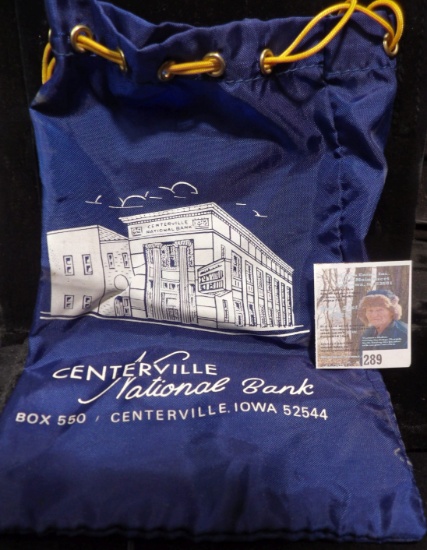 CENTERVILLE
NATIONAL BANK
CENTERVILLE
National Bank
BOX 550 / CENTERVILLE, IOWA 52544
289